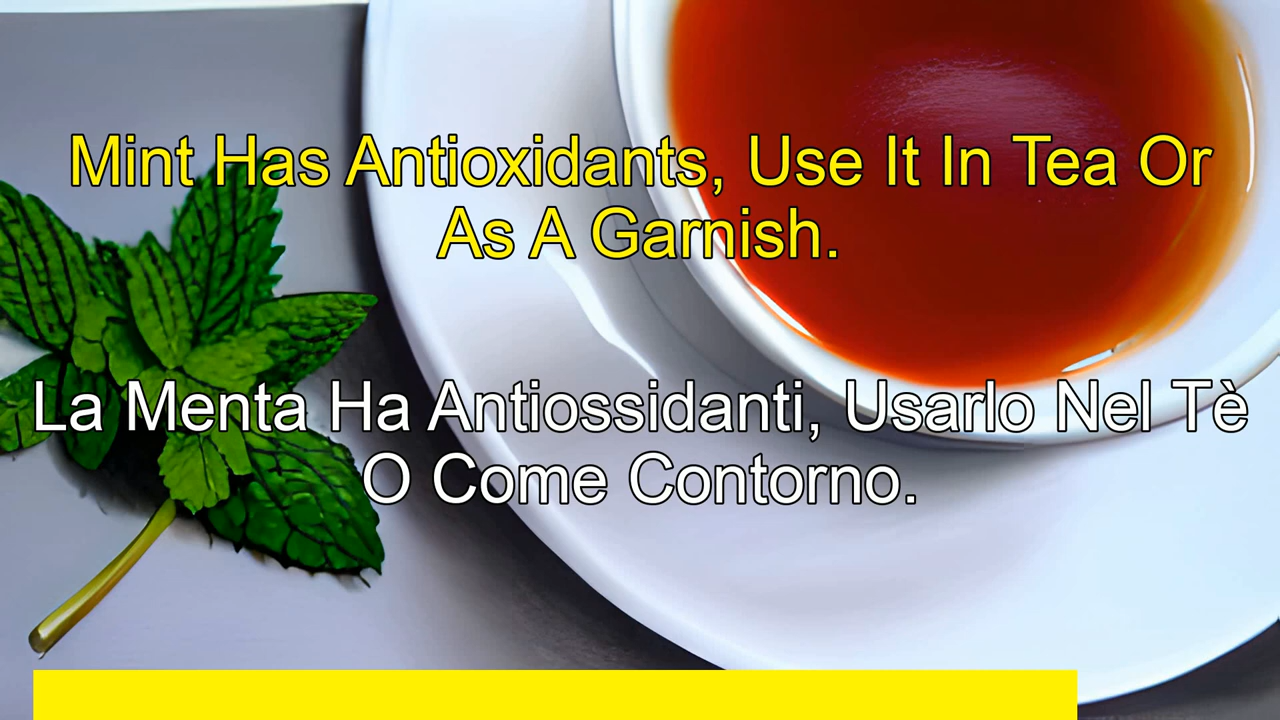 Mint Has Antioxidants, Use It In Tea Or
As A Garnish.
La Menta Ha Antiossidanti, Usarlo Nel Tè
O Come Contorno.